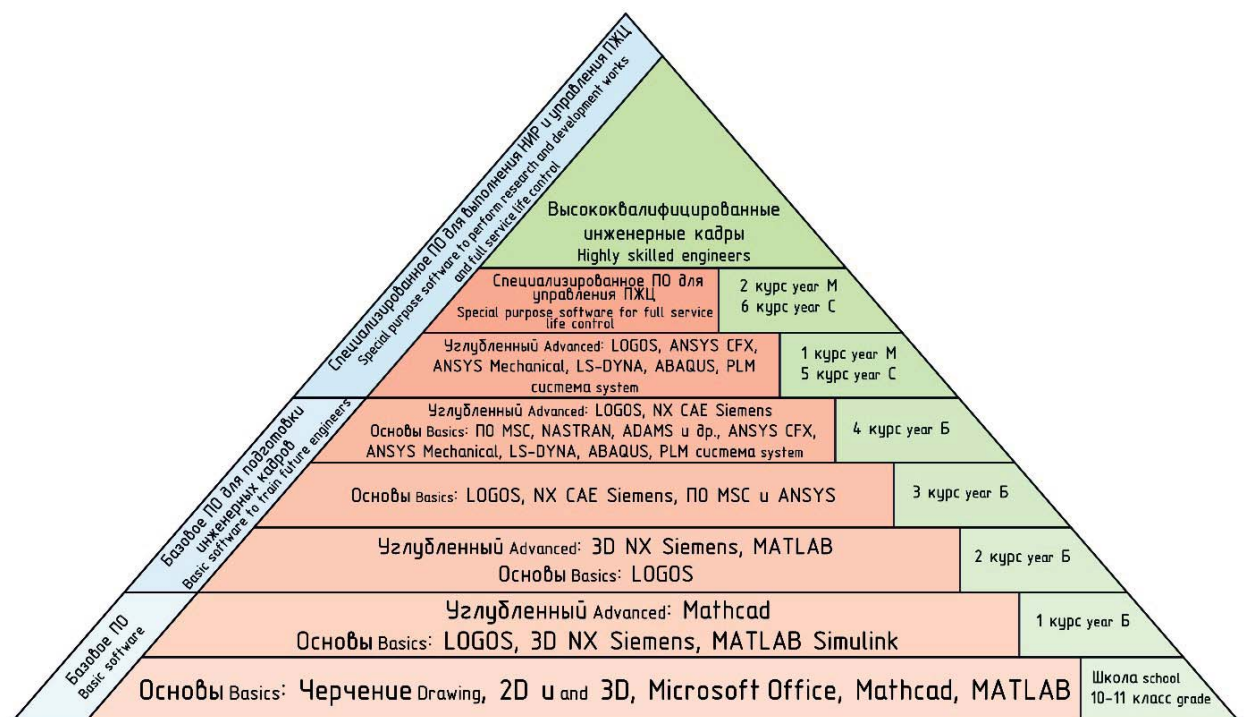 Специализированное ПО для выполнения НИР и управления ПЖЦ
Special purpose software to perform research and development works
and full service life control
Высококвалифицированные
инженерные кадры
Highly skilled engineers
Специализированное ПО для
управления ПЖЦ
Special purpose software for full service
life control
2 курс year М
6 курс year С
Углубленный Advanced: LOGOS, ANSYS CFX,
ANSYS Mechanical, LS-DYNA, ABAQUS, PLM
система system
1 курс year М
5 курс year С
Базовое ПО для подготовки
инженерных кадров
Basic software to train future engineers
Углубленный Advanced: LOGOS, NX CAE Siemens
Основы Basics: ПО MSC, NASTRAN, ADAMS и др., ANSYS CFX,
ANSYS Mechanical, LS-DYNA, ABAQUS, PLM система system
4 курс year Б
Основы Basics: LOGOS, NX CAE Siemens, ПО MSC и ANSYS
3 курс year Б
Углубленный Advanced: 3D NX Siemens, MATLAB
Основы Basics: LOGOS
2 курс year Б
Базовое ПО
Basic software
Углубленный Advanced: Mathcad
Основы Basics: LOGOS, 3D NX Siemens, MATLAB Simulink
1 курс year Б
Основы Basics: Черчение Drawing, 2D и and 3D, Microsoft Office, Mathcad, MATLAB
Школа school
10-11 класс grade